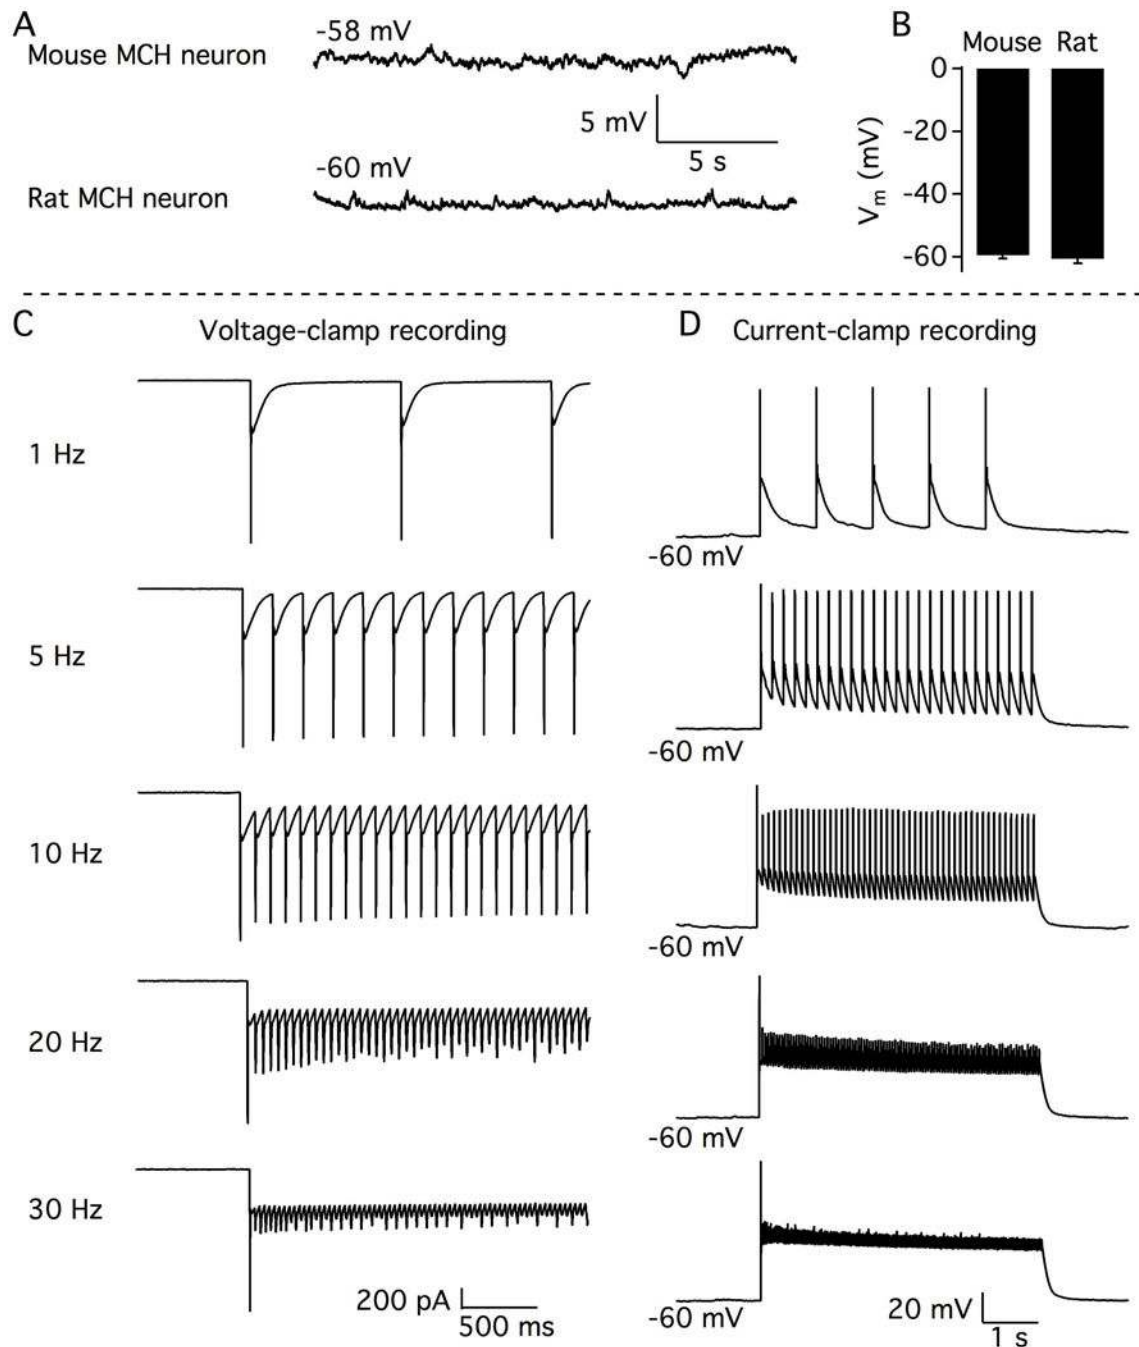 A
-58 mV
Mouse MCH neuron
5 mV
5 s
-60 mV
Rat MCH neuron
B
Mouse Rat
0
-20
-40
-60
Vm (mV)
C Voltage-clamp recording
D Current-clamp recording
1 Hz
-60 mV
5 Hz
-60 mV
10 Hz
-60 mV
20 Hz
-60 mV
30 Hz
200 pA
500 ms
-60 mV
20 mV
1 s